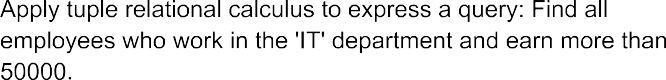 Apply tuple relational calculus to express a query: Find all
employees who work in the 'IT' department and earn more than
50000.